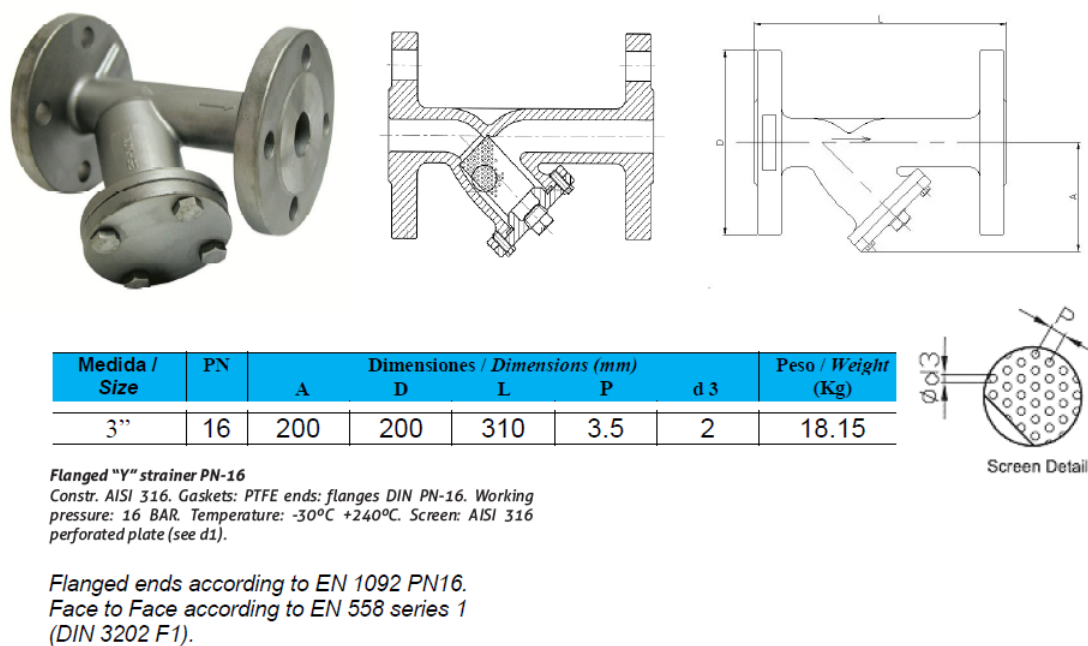 L
D
A
P
ød3
Screen Detail
Medida / PN Dimensiones / Dimensions (mm) Peso / Weight
Size A D L P d 3 (Kg)
3” 16 200 200 310 3.5 2 18.15
Flanged “Y” strainer PN-16
Constr. AISI 316. Gaskets: PTFE ends: flanges DIN PN-16. Working
pressure: 16 BAR. Temperature: -30ºC +240ºC. Screen: AISI 316
perforated plate (see d1).
Flanged ends according to EN 1092 PN16.
Face to Face according to EN 558 series 1
(DIN 3202 F1).